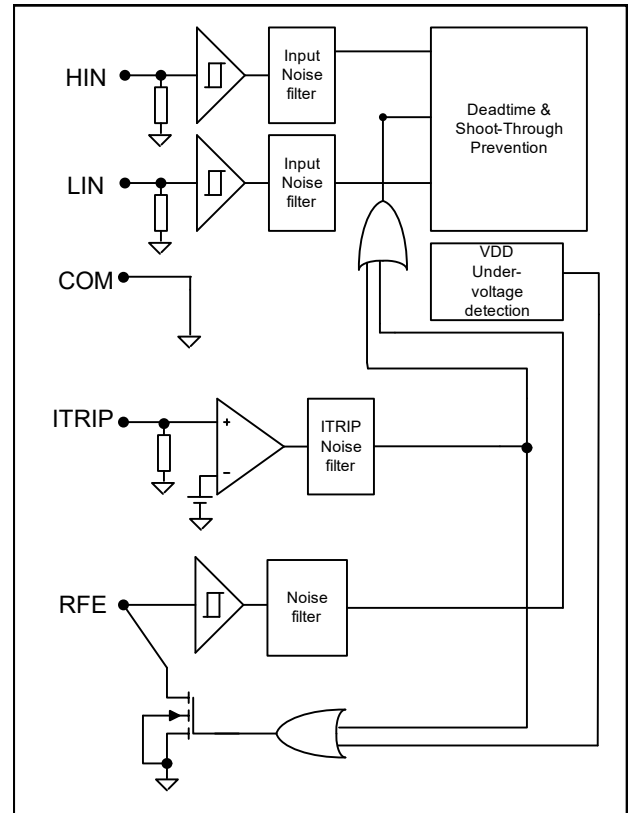 HIN
Input
Noise
filter
Deadtime &
Shoot-Through
Prevention
LIN
Input
Noise
filter
COM
VDD
Under-
voltage
detection
ITRIP
+
−
ITRIP
Noise
filter
RFE
Noise
filter